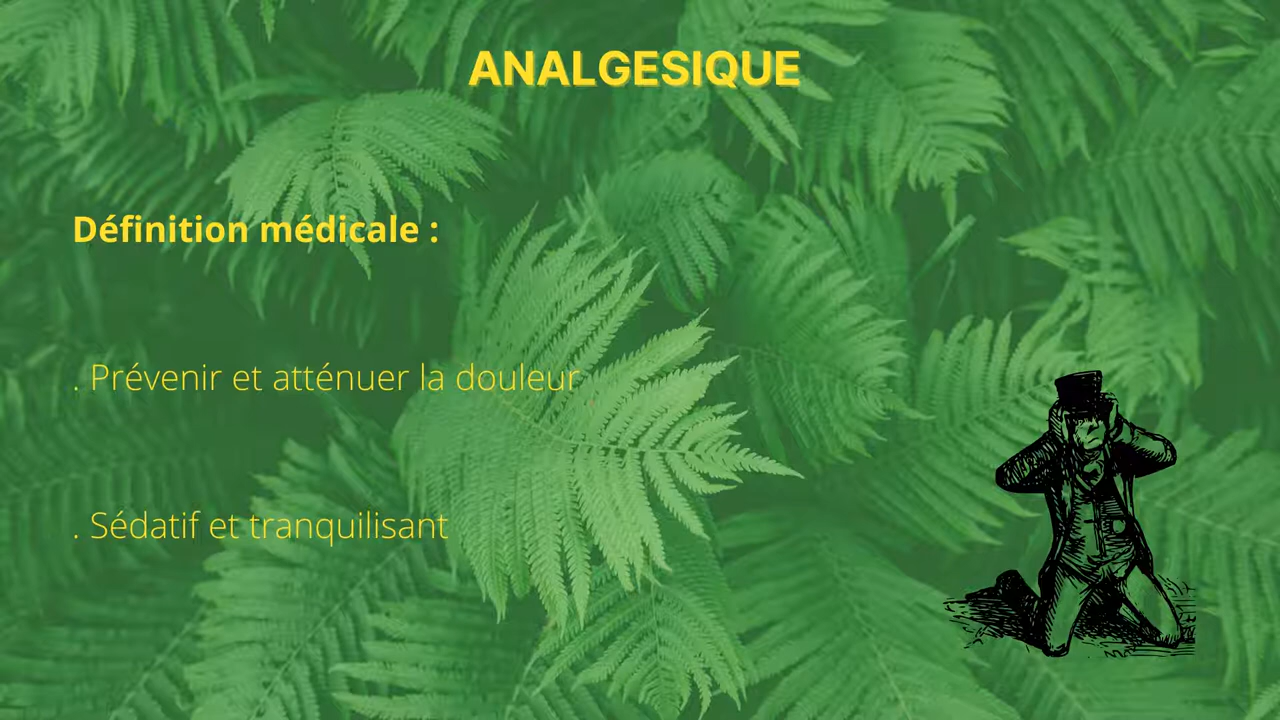 ANALGESIQUE
Définition médicale :
. Prévenir et atténuer la douleur
. Sédatif et tranquilisant